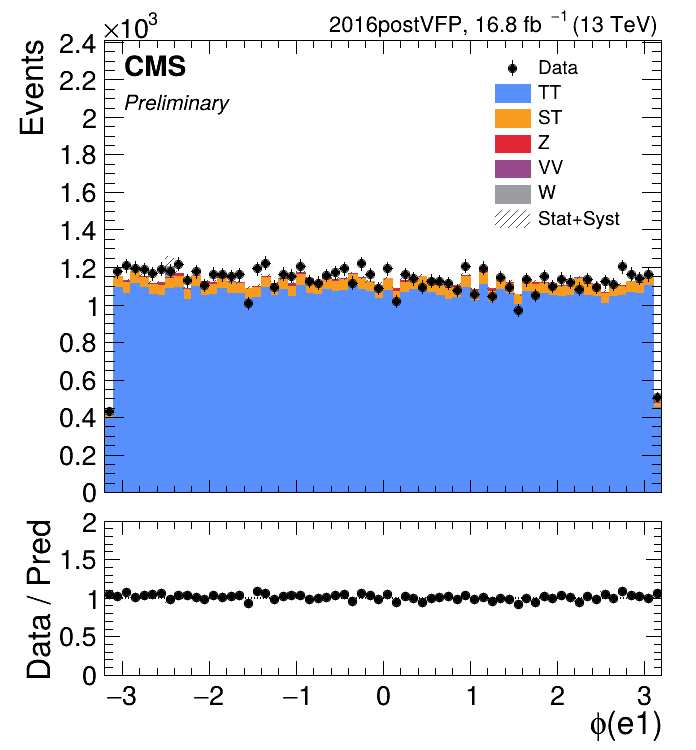 ×10³
2016postVFP, 16.8 fb ⁻¹ (13 TeV)
Events
CMS
Preliminary
Data
TT
ST
Z
VV
W
Stat+Syst
2.4
2.2
2
1.8
1.6
1.4
1.2
1
0.8
0.6
0.4
0.2
0
Data / Pred
2
1.5
1
0.5
0
−3 −2 −1 0 1 2 3
ϕ(e1)